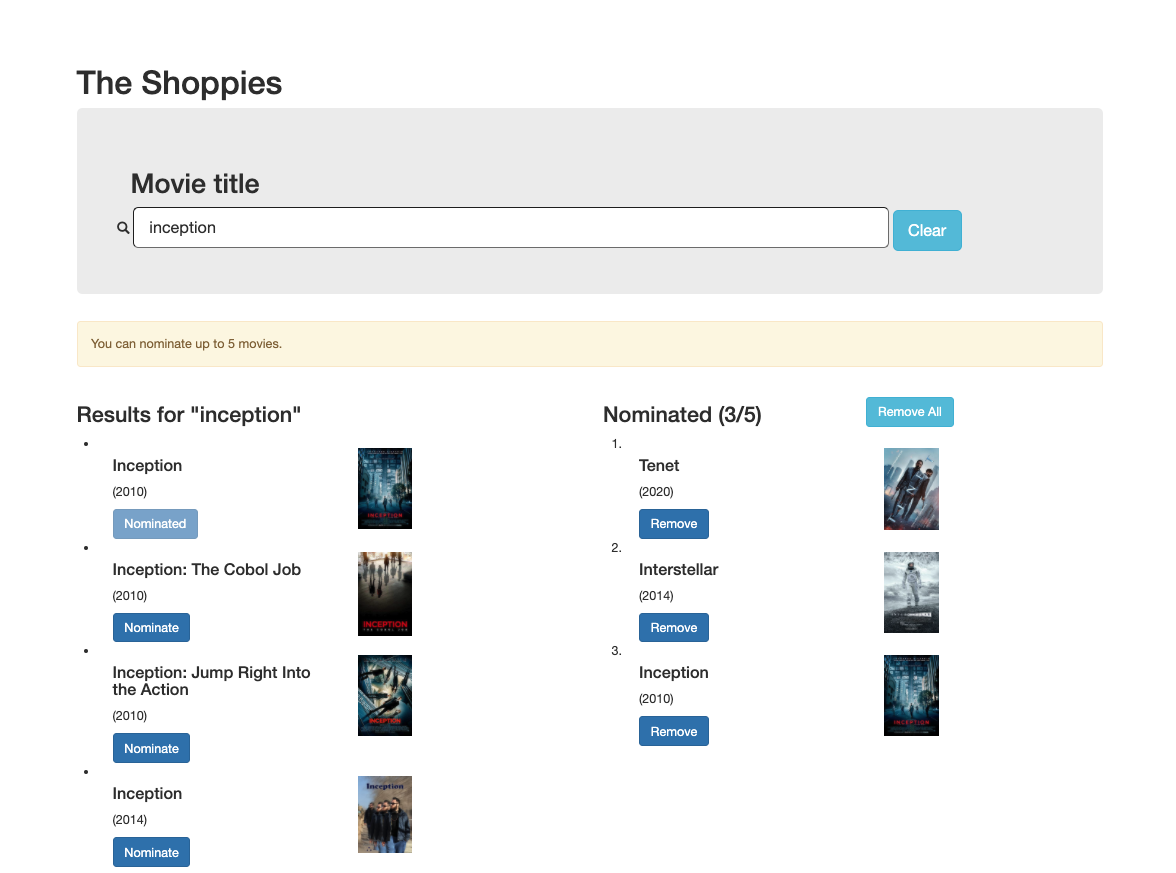 The Shoppies
Movie title
inception
Clear
You can nominate up to 5 movies.
Results for "inception"
Inception
(2010)
Nominated
INCEPTION
Inception: The Cobol Job
(2010)
Nominate
INCEPTION
THE COBOL JOB
Inception: Jump Right Into
the Action
(2010)
Nominate
INCEPTION
Inception
(2014)
Nominate
Inception
Nominated (3/5)
Remove All
1.
Tenet
(2020)
Remove
2.
Interstellar
(2014)
Remove
3.
Inception
(2010)
Remove
INCEPTION